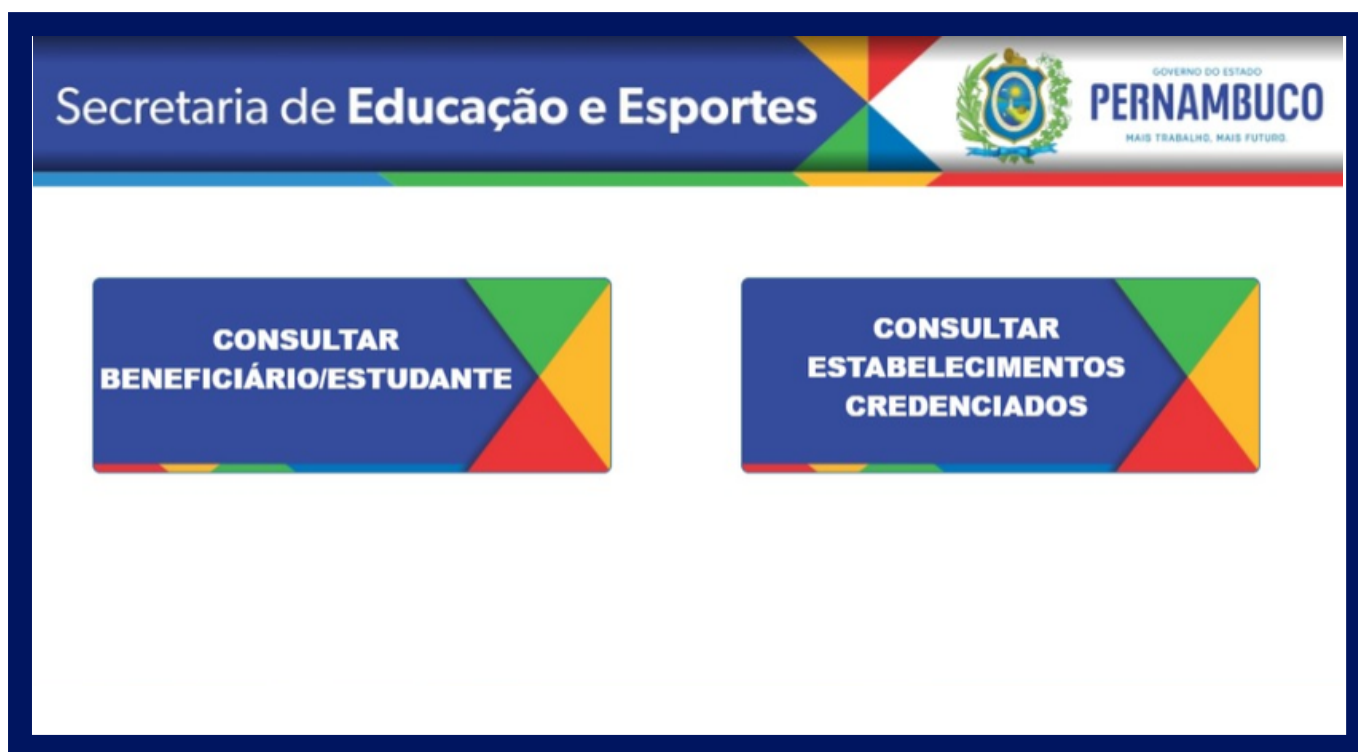 Secretaria de Educação e Esportes
GOVERNO DO ESTADO
PERNAMBUCO
MAIS TRABALHO, MAIS FUTURO.
CONSULTAR
BENEFICIÁRIO/ESTUDANTE
CONSULTAR
ESTABELECIMENTOS
CREDENCIADOS